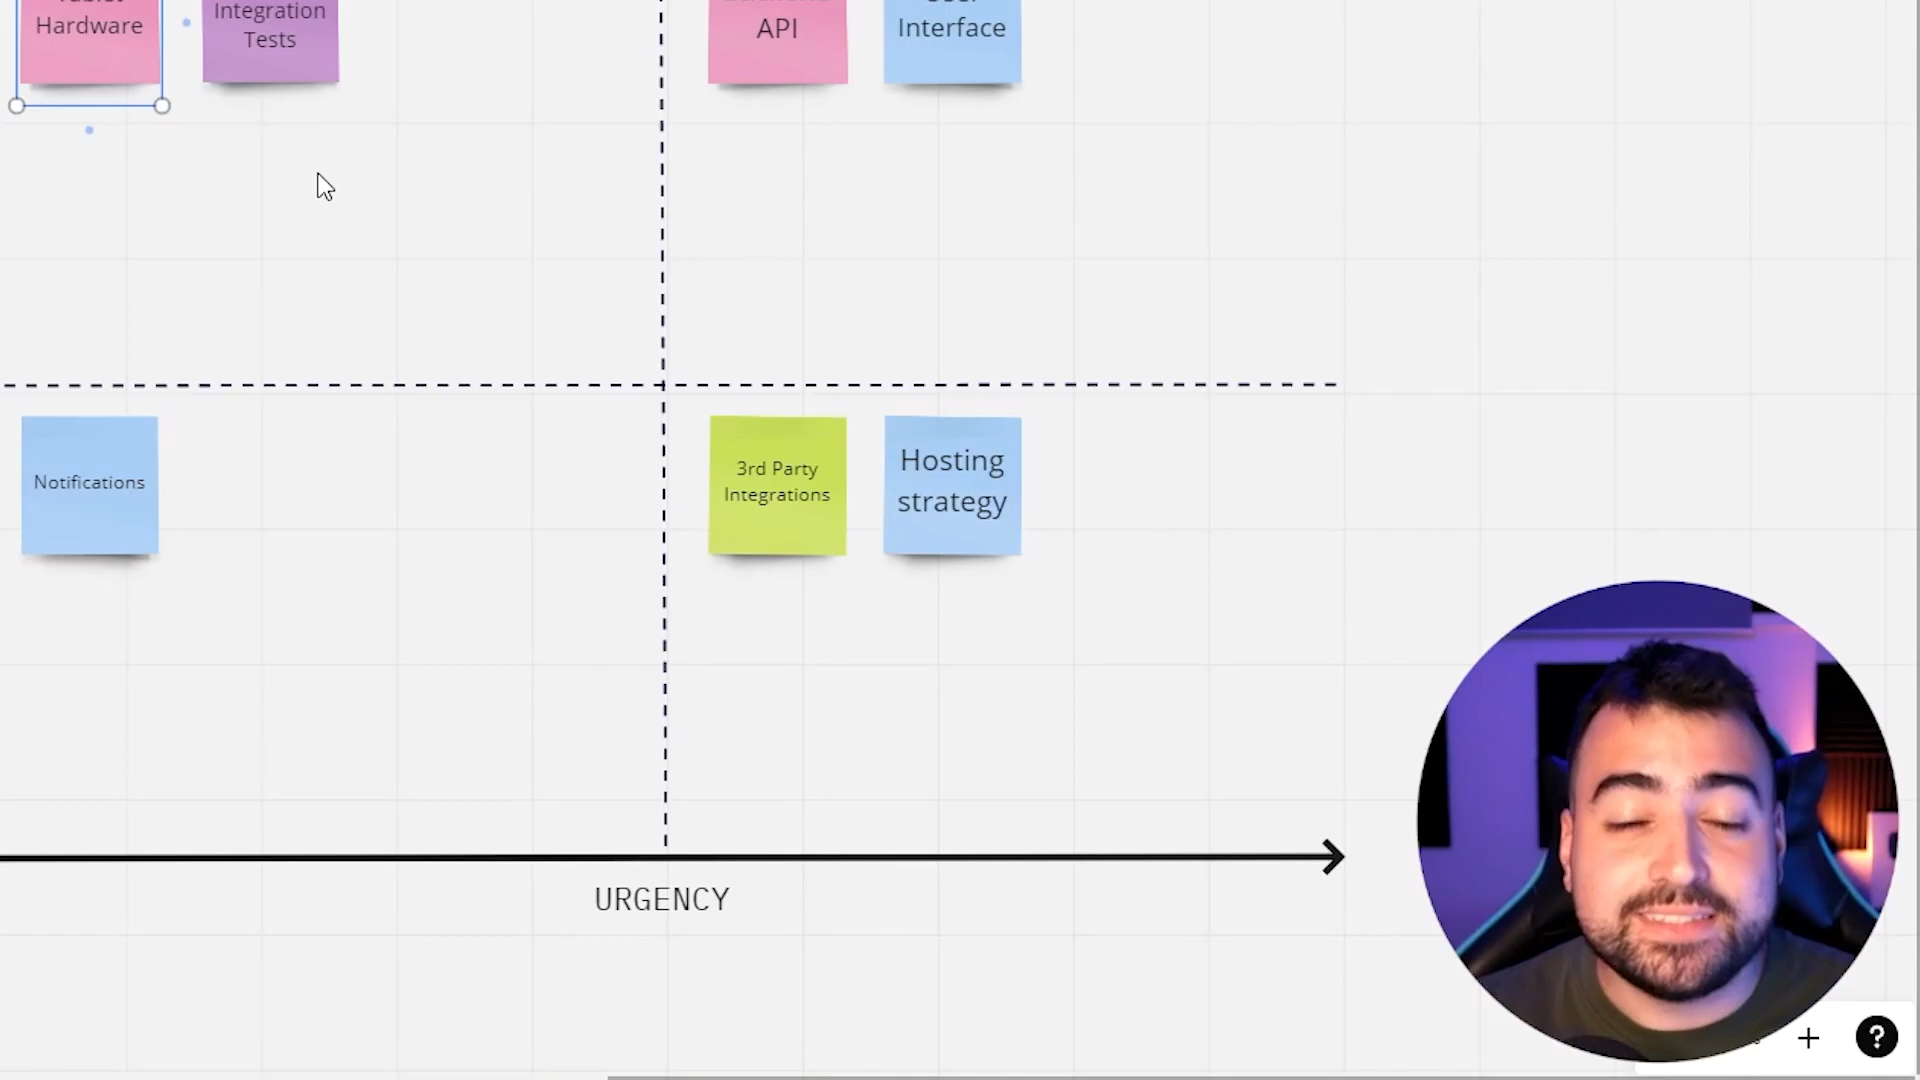 Hardware
Integration
Tests
API
Interface
Notifications
3rd Party
Integrations
Hosting
strategy
URGENCY
?